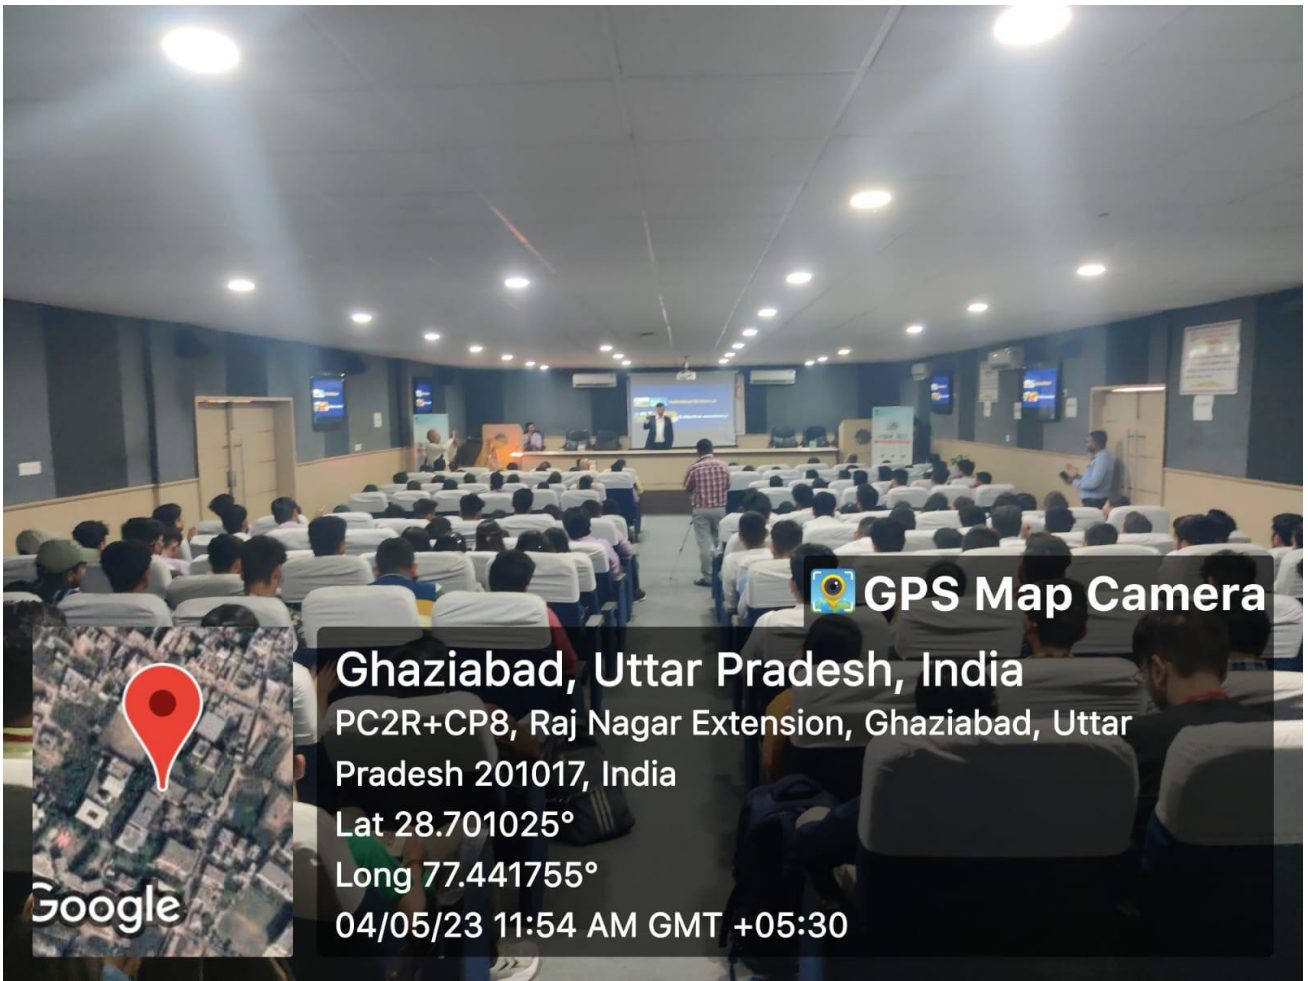 GPS Map Camera
Ghaziabad, Uttar Pradesh, India
PC2R+CP8, Raj Nagar Extension, Ghaziabad, Uttar
Pradesh 201017, India
Lat 28.701025°
Long 77.441755°
04/05/23 11:54 AM GMT +05:30
Google